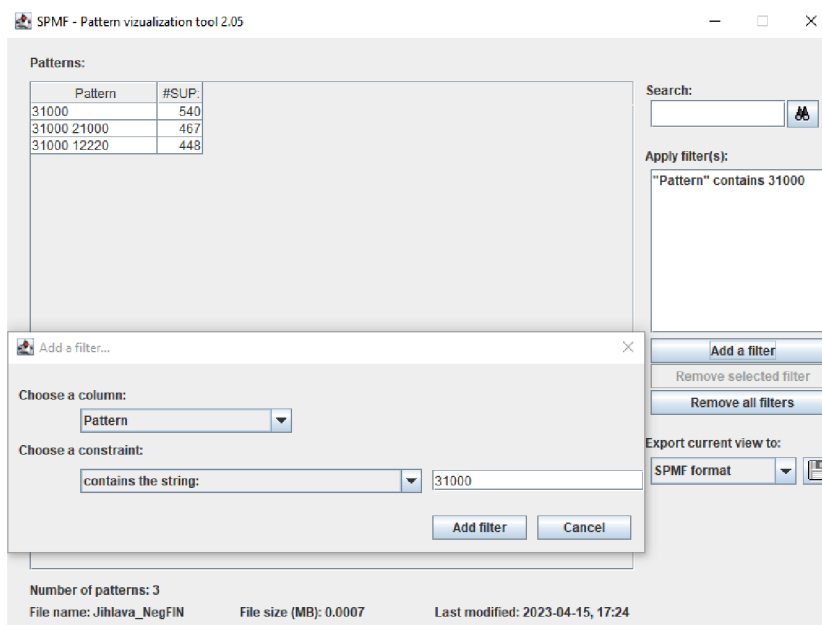 SPMF - Pattern vizualization tool 2.05
Patterns:
Pattern #SUP:
31000 540
31000 21000 467
31000 12220 448
Search:
Apply filter(s):
"Pattern" contains 31000
Add a filter
Remove selected filter
Remove all filters
Export current view to:
SPMF format
Add a filter...
Choose a column:
Pattern
Choose a constraint:
contains the string: 31000
Add filter Cancel
Number of patterns: 3
File name: Jihlava_NegFIN File size (MB): 0.0007 Last modified: 2023-04-15, 17:24